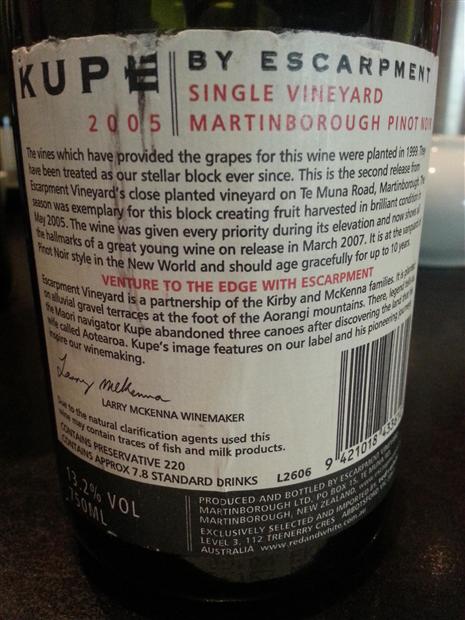 KUPE BY ESCARPMENT
SINGLE VINEYARD
2005 MARTINBOROUGH PINOT NOIR
The vines which have provided the grapes for this wine were planted in 1999. They
have been treated as our stellar block ever since. This is the second release from
Escarpment Vineyard's close planted vineyard on Te Muna Road, Martinborough. The
season was exemplary for this block creating fruit harvested in brilliant condition
May 2005. The wine was given every priority during its elevation and now shows
the hallmarks of a great young wine on release in March 2007. It is at the
Pinot Noir style in the New World and should age gracefully for up to 10 years.
VENTURE TO THE EDGE WITH ESCARPMENT
Escarpment Vineyard is a partnership of the Kirby and McKenna families. It is planted
on alluvial gravel terraces at the foot of the Aorangi mountains. There, legend
the Maori navigator Kupe abandoned three canoes after discovering the land that
wife called Aotearoa. Kupe's image features on our label and his pioneering
inspire our winemaking.
Larry McKenna
LARRY MCKENNA WINEMAKER
Due to the natural clarification agents used this
wine may contain traces of fish and milk products.
CONTAINS PRESERVATIVE 220
CONTAINS APPROX 7.8 STANDARD DRINKS L2606
9 421018
13.2% VOL
750ML
PRODUCED AND BOTTLED BY ESCARPMENT
MARTINBOROUGH LTD, PO BOX
MARTINBOROUGH, NEW ZEALAND.
EXCLUSIVELY SELECTED AND IMPORTED
LEVEL 3, 112 TRENERRY CRES ABBOTSFORD
AUSTRALIA www.redandwhite.com.au